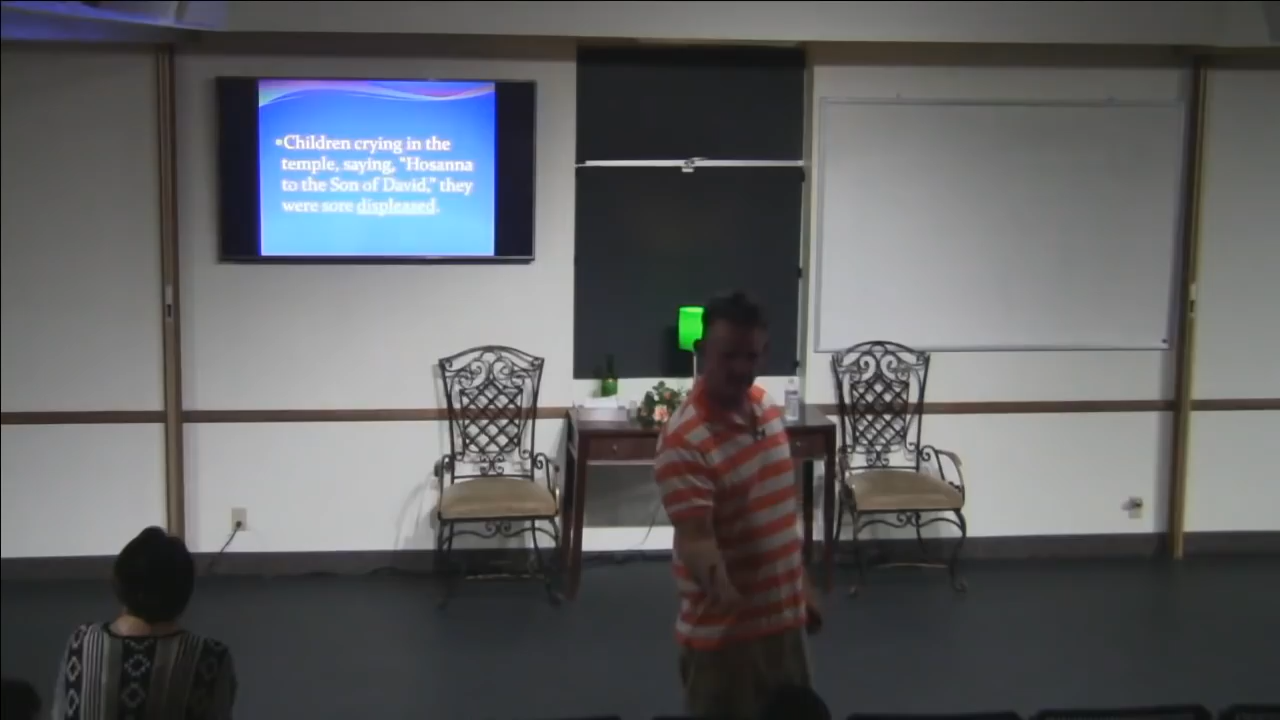 •Children crying in the
temple, saying, "Hosanna
to the Son of David," they
were sore displeased.